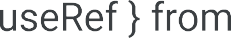 useRef } from